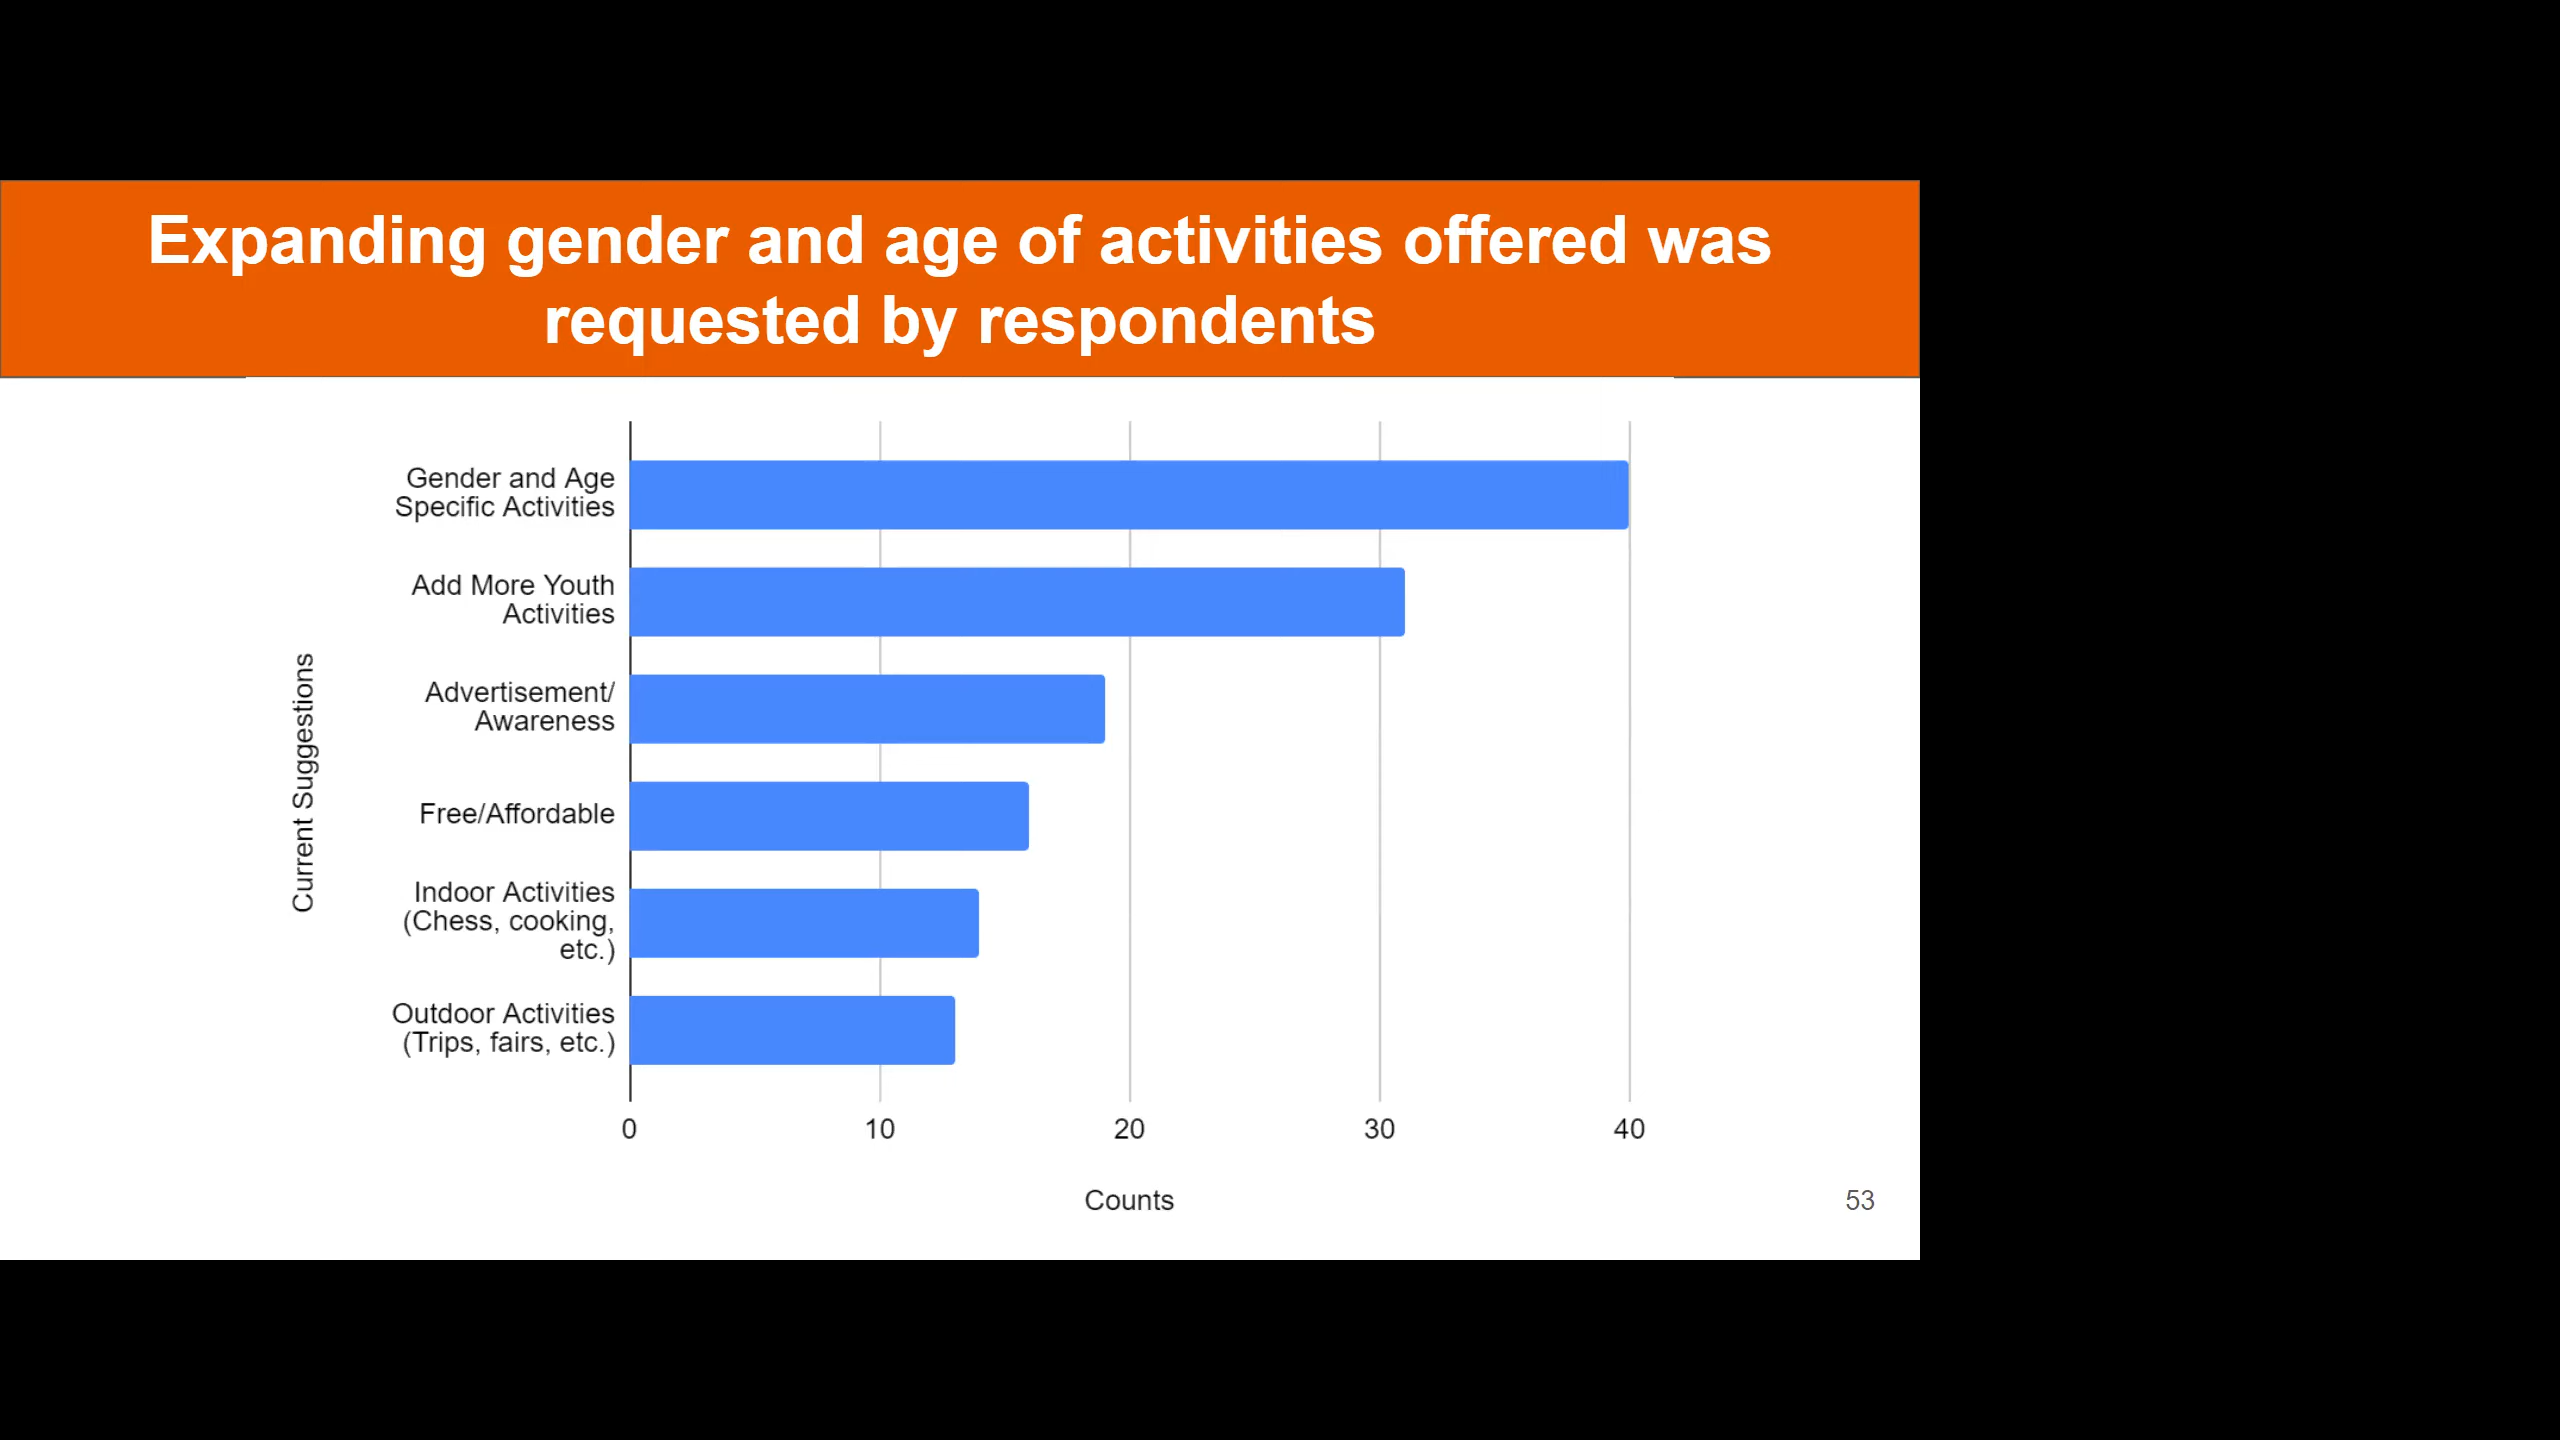 Expanding gender and age of activities offered was
requested by respondents
Current Suggestions
Gender and Age
Specific Activities
Add More Youth
Activities
Advertisement/
Awareness
Free/Affordable
Indoor Activities
(Chess, cooking,
etc.)
Outdoor Activities
(Trips, fairs, etc.)
0 10 20 30 40
Counts
53